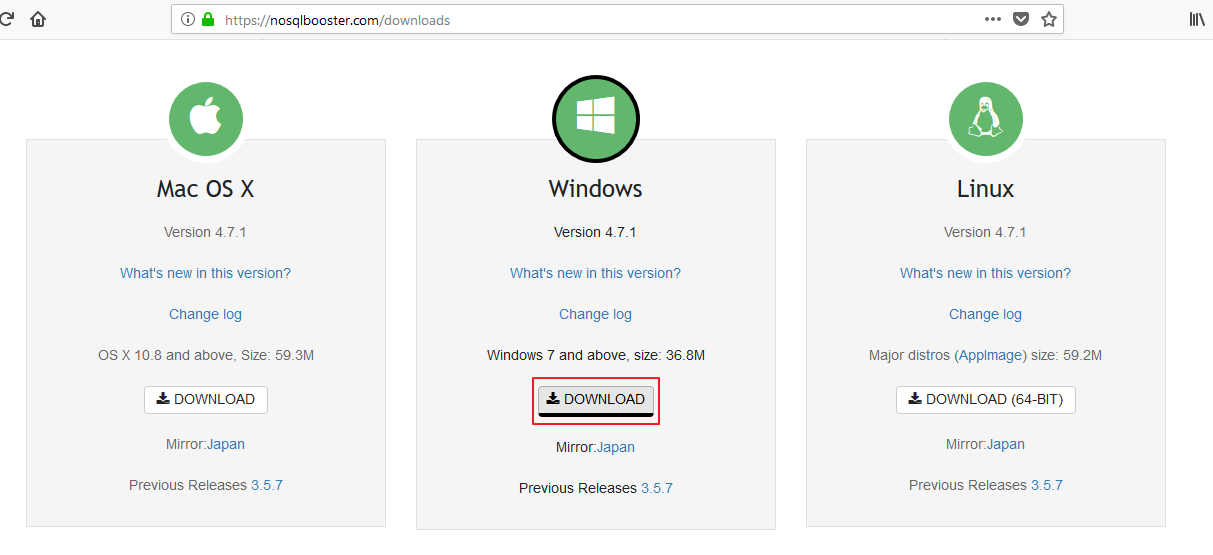 https://nosqlbooster.com/downloads
Mac OS X
Version 4.7.1
What's new in this version?
Change log
OS X 10.8 and above, Size: 59.3M
DOWNLOAD
Mirror:Japan
Previous Releases 3.5.7
Windows
Version 4.7.1
What's new in this version?
Change log
Windows 7 and above, size: 36.8M
DOWNLOAD
Mirror:Japan
Previous Releases 3.5.7
Linux
Version 4.7.1
What's new in this version?
Change log
Major distros (AppImage) size: 59.2M
DOWNLOAD (64-BIT)
Mirror:Japan
Previous Releases 3.5.7